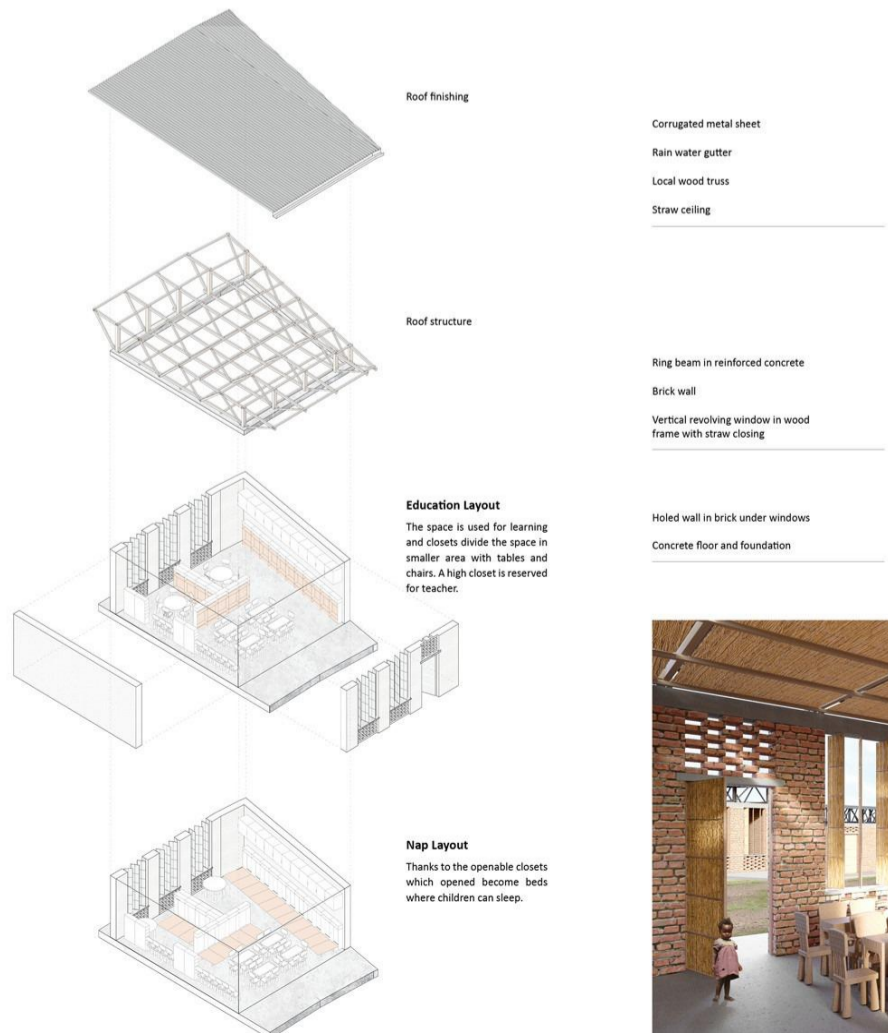 Roof finishing
Corrugated metal sheet
Rain water gutter
Local wood truss
Straw ceiling
Roof structure
Ring beam in reinforced concrete
Brick wall
Vertical revolving window in wood
frame with straw closing
Education Layout
The space is used for learning
and closets divide the space in
smaller area with tables and
chairs. A high closet is reserved
for teacher.
Holed wall in brick under windows
Concrete floor and foundation
Nap Layout
Thanks to the openable closets
which opened become beds
where children can sleep.